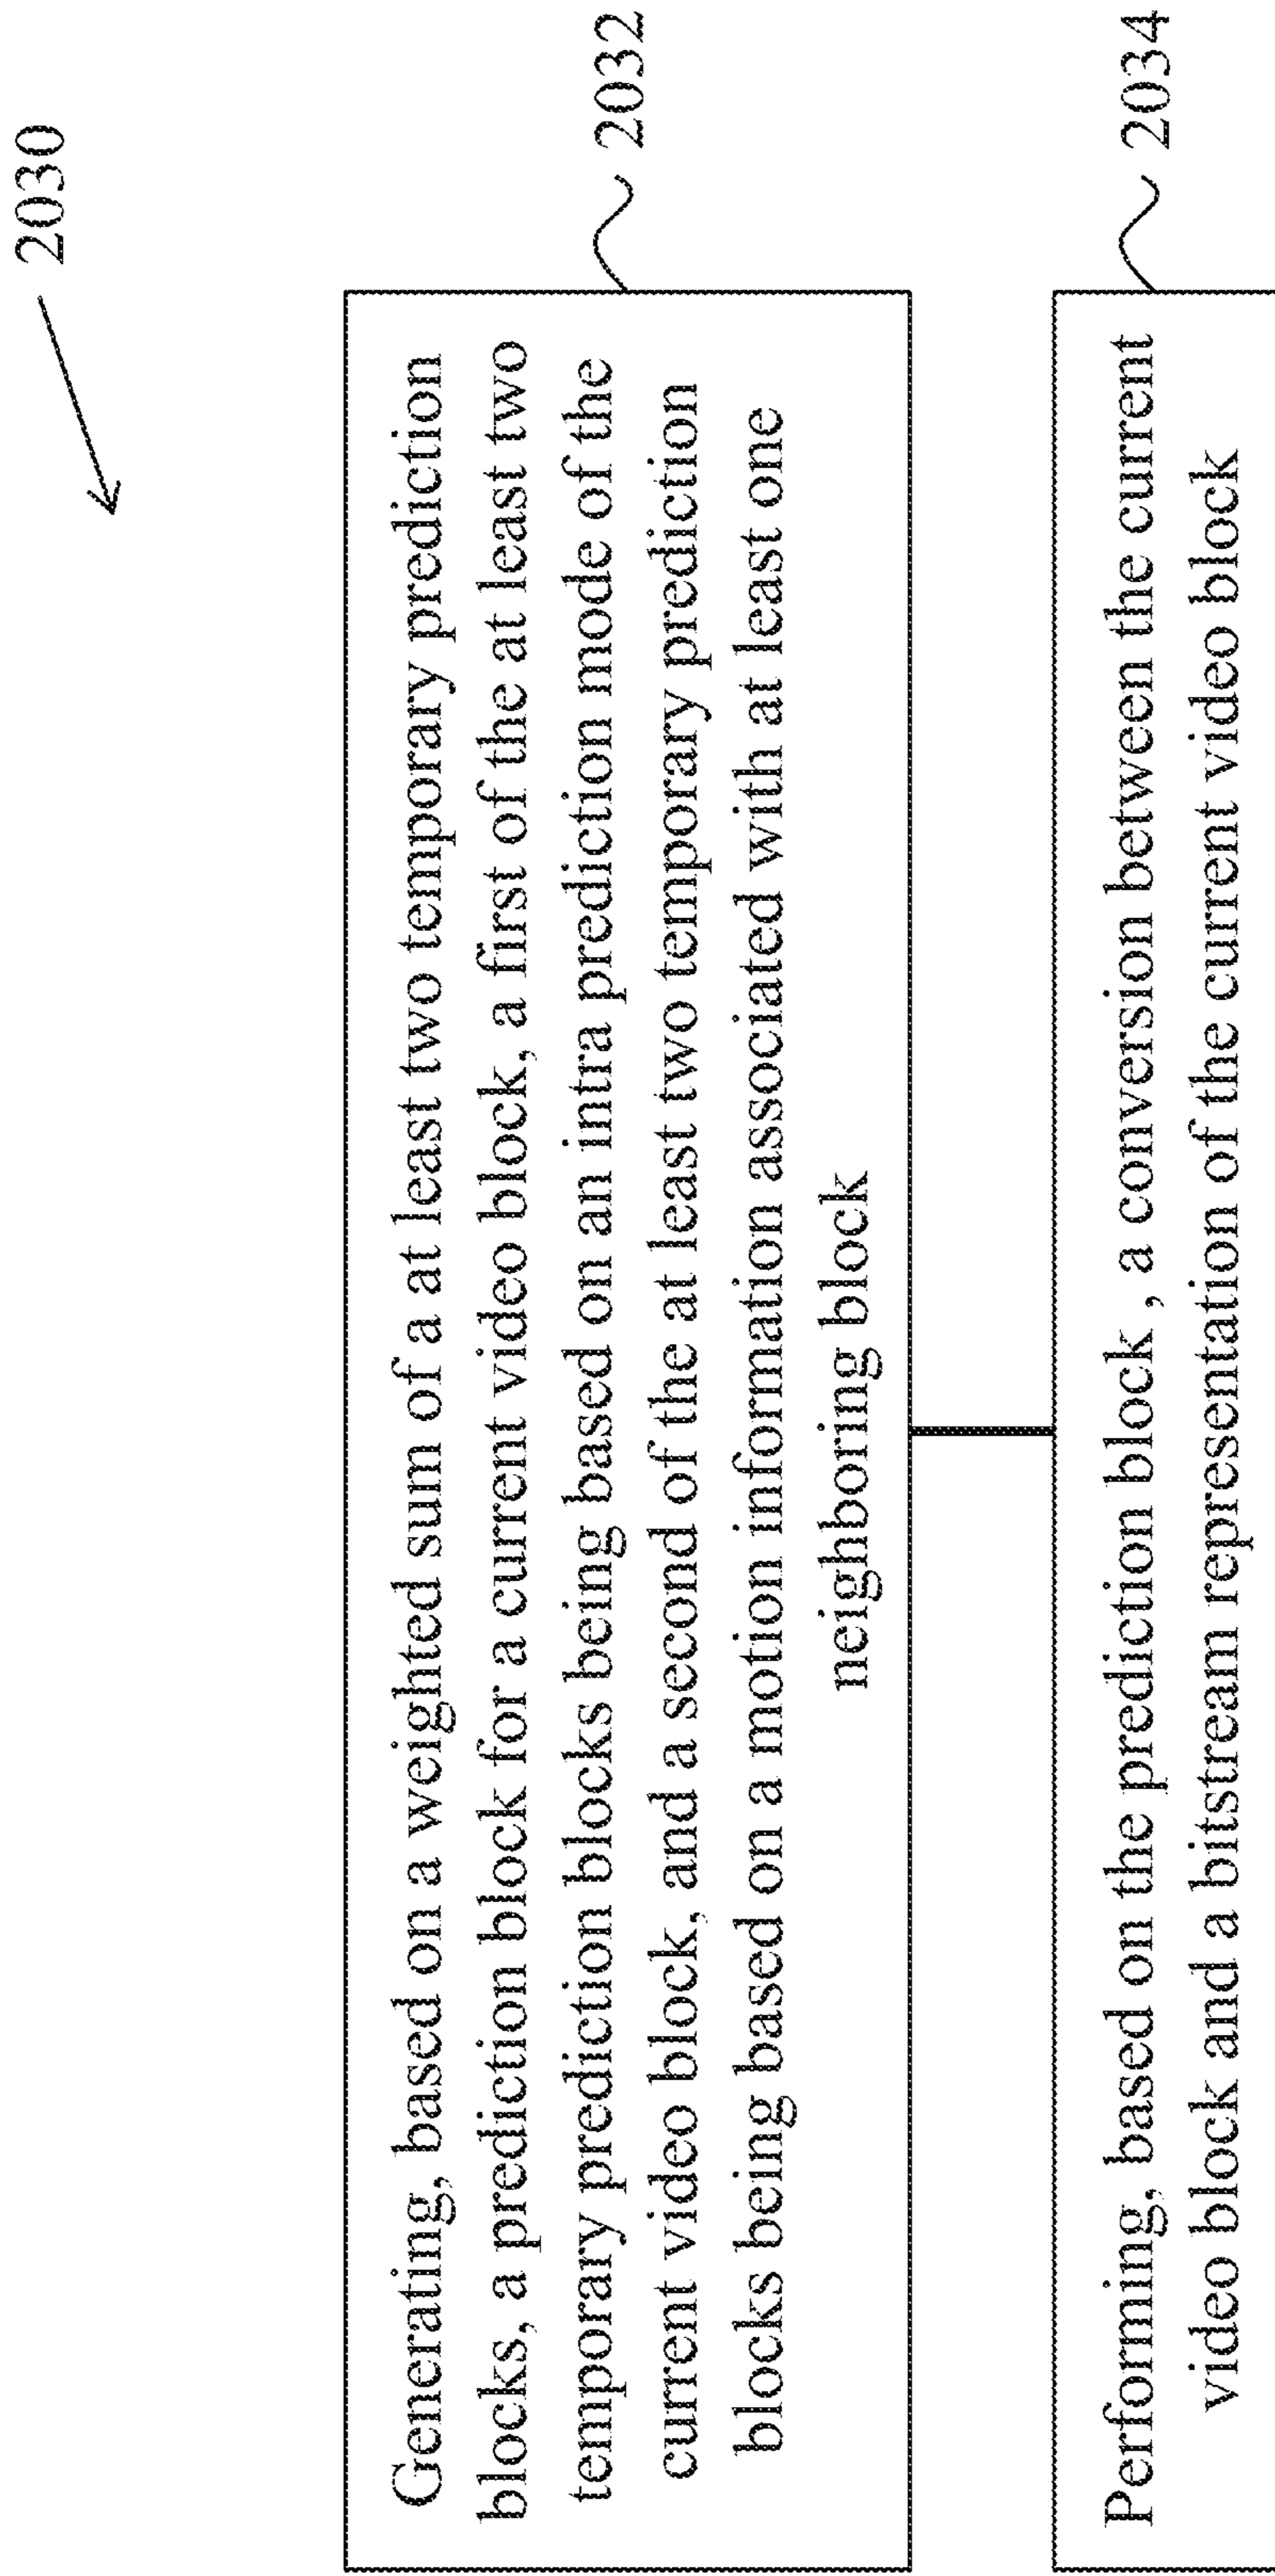 2030
Generating, based on a weighted sum of a at least two temporary prediction
blocks, a prediction block for a current video block, a first of the at least two
temporary prediction blocks being based on an intra prediction mode of the
current video block, and a second of the at least two temporary prediction
blocks being based on a motion information associated with at least one
neighboring block
2032
Performing, based on the prediction block , a conversion between the current
video block and a bitstream representation of the current video block
2034